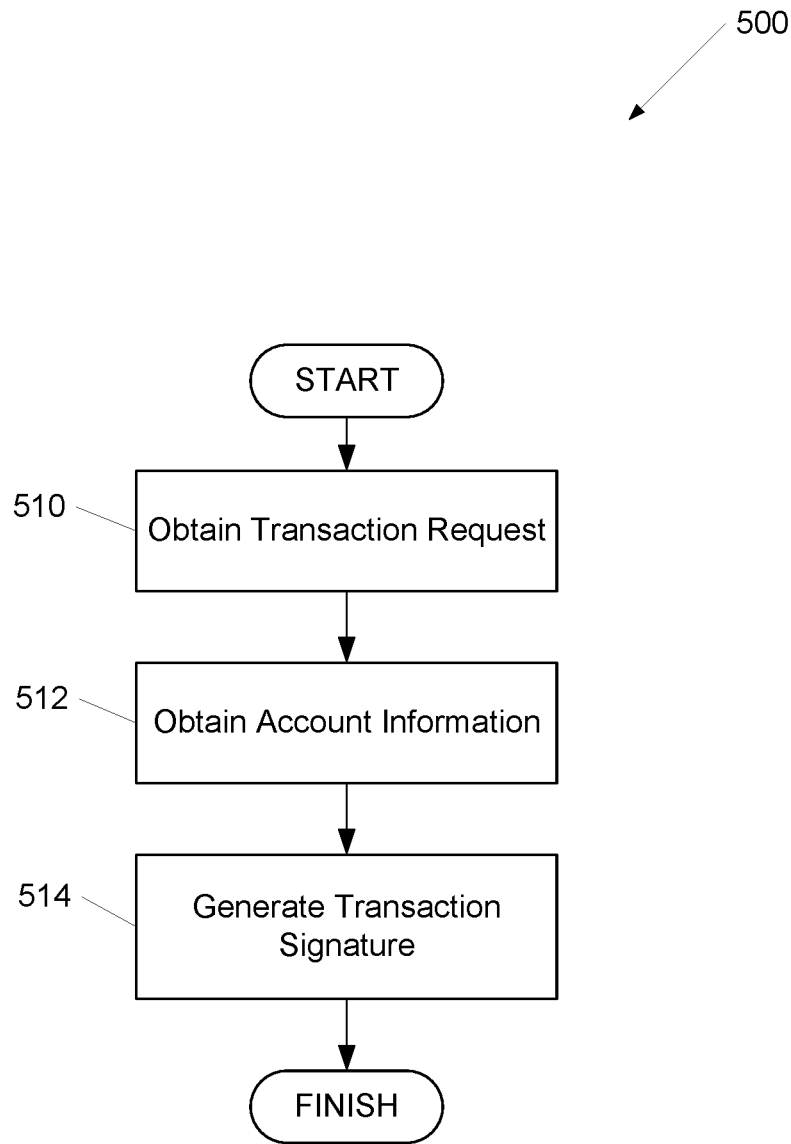 500
START
510
Obtain Transaction Request
512
Obtain Account Information
514
Generate Transaction
Signature
FINISH